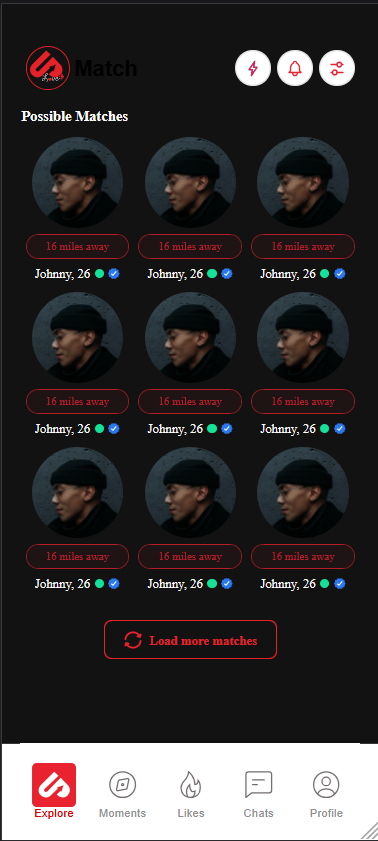 Match
Possible Matches
16 miles away 16 miles away 16 miles away
Johnny, 26 Johnny, 26 Johnny, 26
16 miles away 16 miles away 16 miles away
Johnny, 26 Johnny, 26 Johnny, 26
16 miles away 16 miles away 16 miles away
Johnny, 26 Johnny, 26 Johnny, 26
Load more matches
Explore Moments Likes Chats Profile